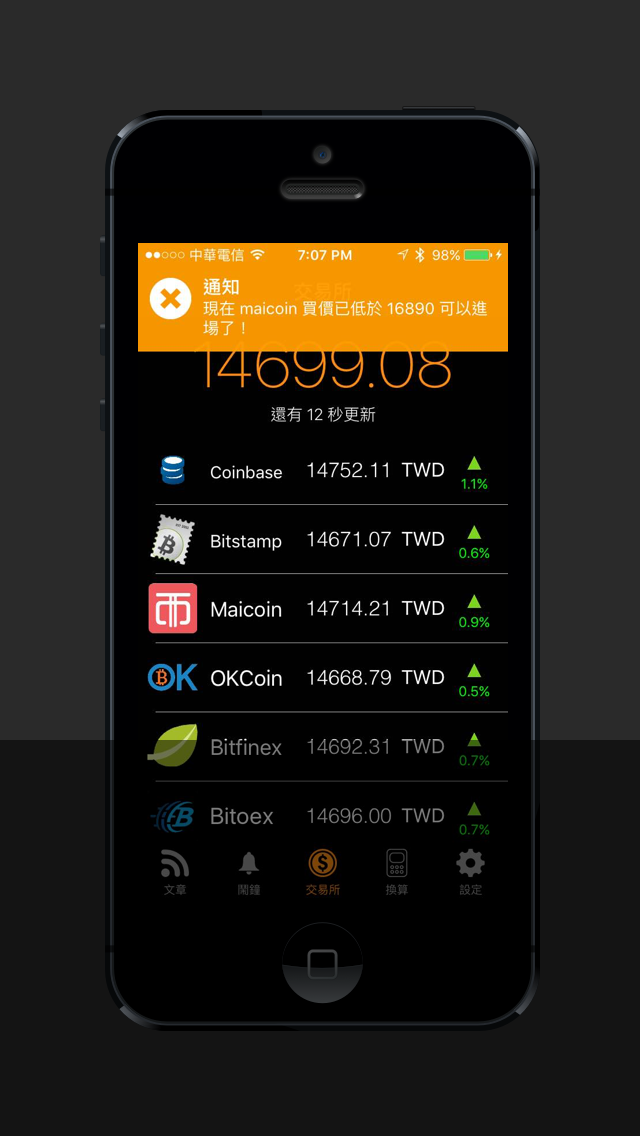 中華電信 7:07 PM 98%
交易所
通知
現在 maicoin 買價已低於 16890 可以進
場了！
14699.08
還有 12 秒更新
Coinbase 14752.11 TWD 1.1%
Bitstamp 14671.07 TWD 0.6%
Maicoin 14714.21 TWD 0.9%
OKCoin 14668.79 TWD 0.5%
Bitfinex 14692.31 TWD 0.7%
Bitoex 14696.00 TWD 0.7%
文章 鬧鐘 交易所 換算 設定